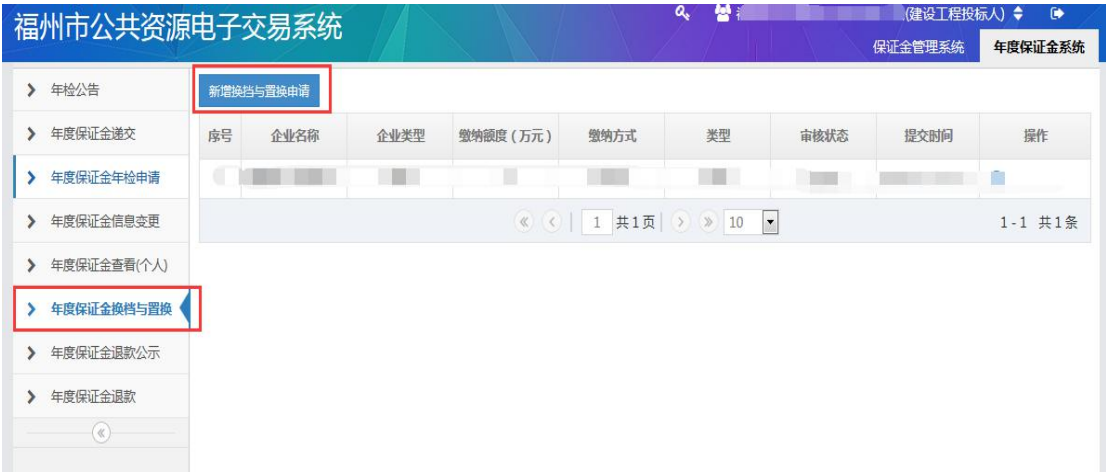 福州市公共资源电子交易系统
(建设工程投标人)
保证金管理系统 年度保证金系统
年检公告
年度保证金递交
年度保证金年检申请
年度保证金信息变更
年度保证金查看(个人)
年度保证金换档与置换
年度保证金退款公示
年度保证金退款
新增换挡与置换申请
序号 企业名称 企业类型 缴纳额度(万元) 缴纳方式 类型 审核状态 提交时间 操作
1 共1页 10 1-1 共1条